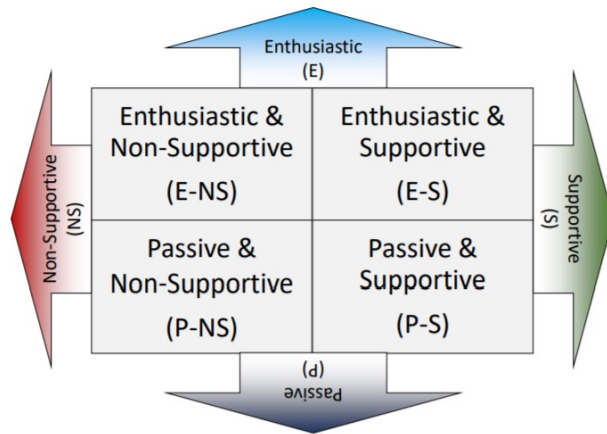 Enthusiastic
(E)
Enthusiastic &
Non-Supportive
(E-NS)
Enthusiastic &
Supportive
(E-S)
Non-Supportive
(NS)
Supportive
(S)
Passive &
Non-Supportive
(P-NS)
Passive &
Supportive
(P-S)
Passive
(P)